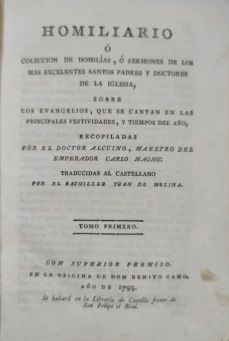 HOMILIARIO
Ó
COLECCION DE HOMILÍAS, Ó SERMONES DE LOS
MAS EXCELENTES SANTOS PADRES Y DOCTORES
DE LA IGLESIA,
SOBRE
LOS EVANGELIOS, QUE SE CANTAN EN LAS
PRINCIPALES FESTIVIDADES, Y TIEMPOS DEL AÑO,
RECOPILADAS
POR EL DOCTOR ALCUINO, MAESTRO DEL
EMPERADOR CARLO MAGNO.
TRADUCIDAS AL CASTELLANO
POR EL BACHILLER JUAN DE MOLINA.
TOMO PRIMERO.
CON SUPERIOR PERMISO.
EN LA OFICINA DE DON BENITO CANO,
AÑO DE 1795.
Se hallará en la Librería de Castillo frente de
San Felipe el Real.